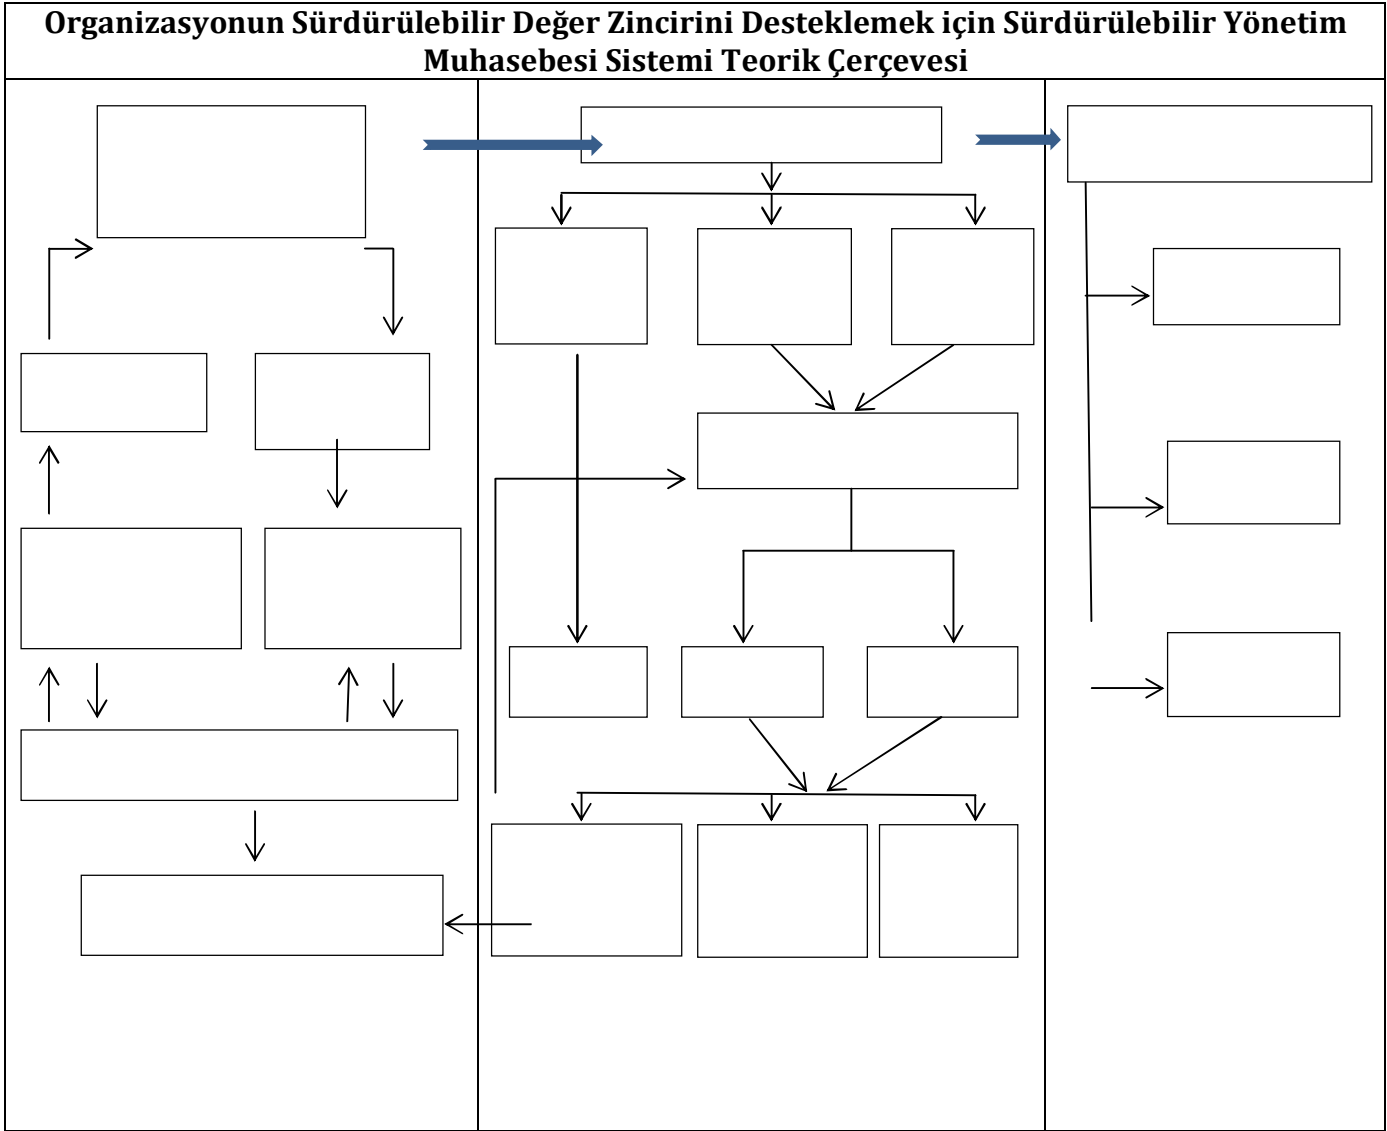 Organizasyonun Sürdürülebilir Değer Zincirini Desteklemek için Sürdürülebilir Yönetim
Muhasebesi Sistemi Teorik Çerçevesi